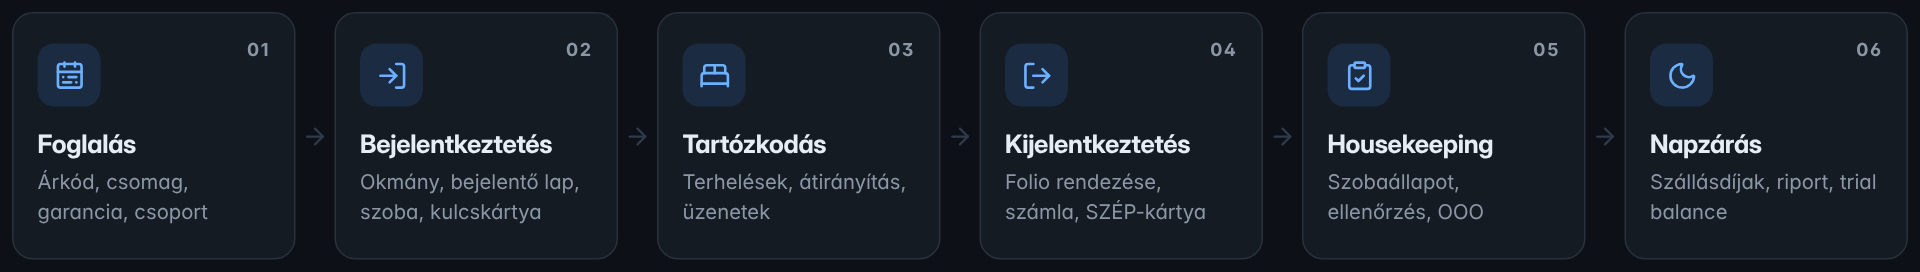 01
Foglalás
Árkód, csomag,
garancia, csoport
02
Bejelentkeztetés
Okmány, bejelentő lap,
szoba, kulcskártya
03
Tartózkodás
Terhelések, átirányítás,
üzenetek
04
Kijelentkeztetés
Folio rendezése,
számla, SZÉP-kártya
05
Housekeeping
Szobaállapot,
ellenőrzés, OOO
06
Napzárás
Szállásdíjak, riport, trial
balance